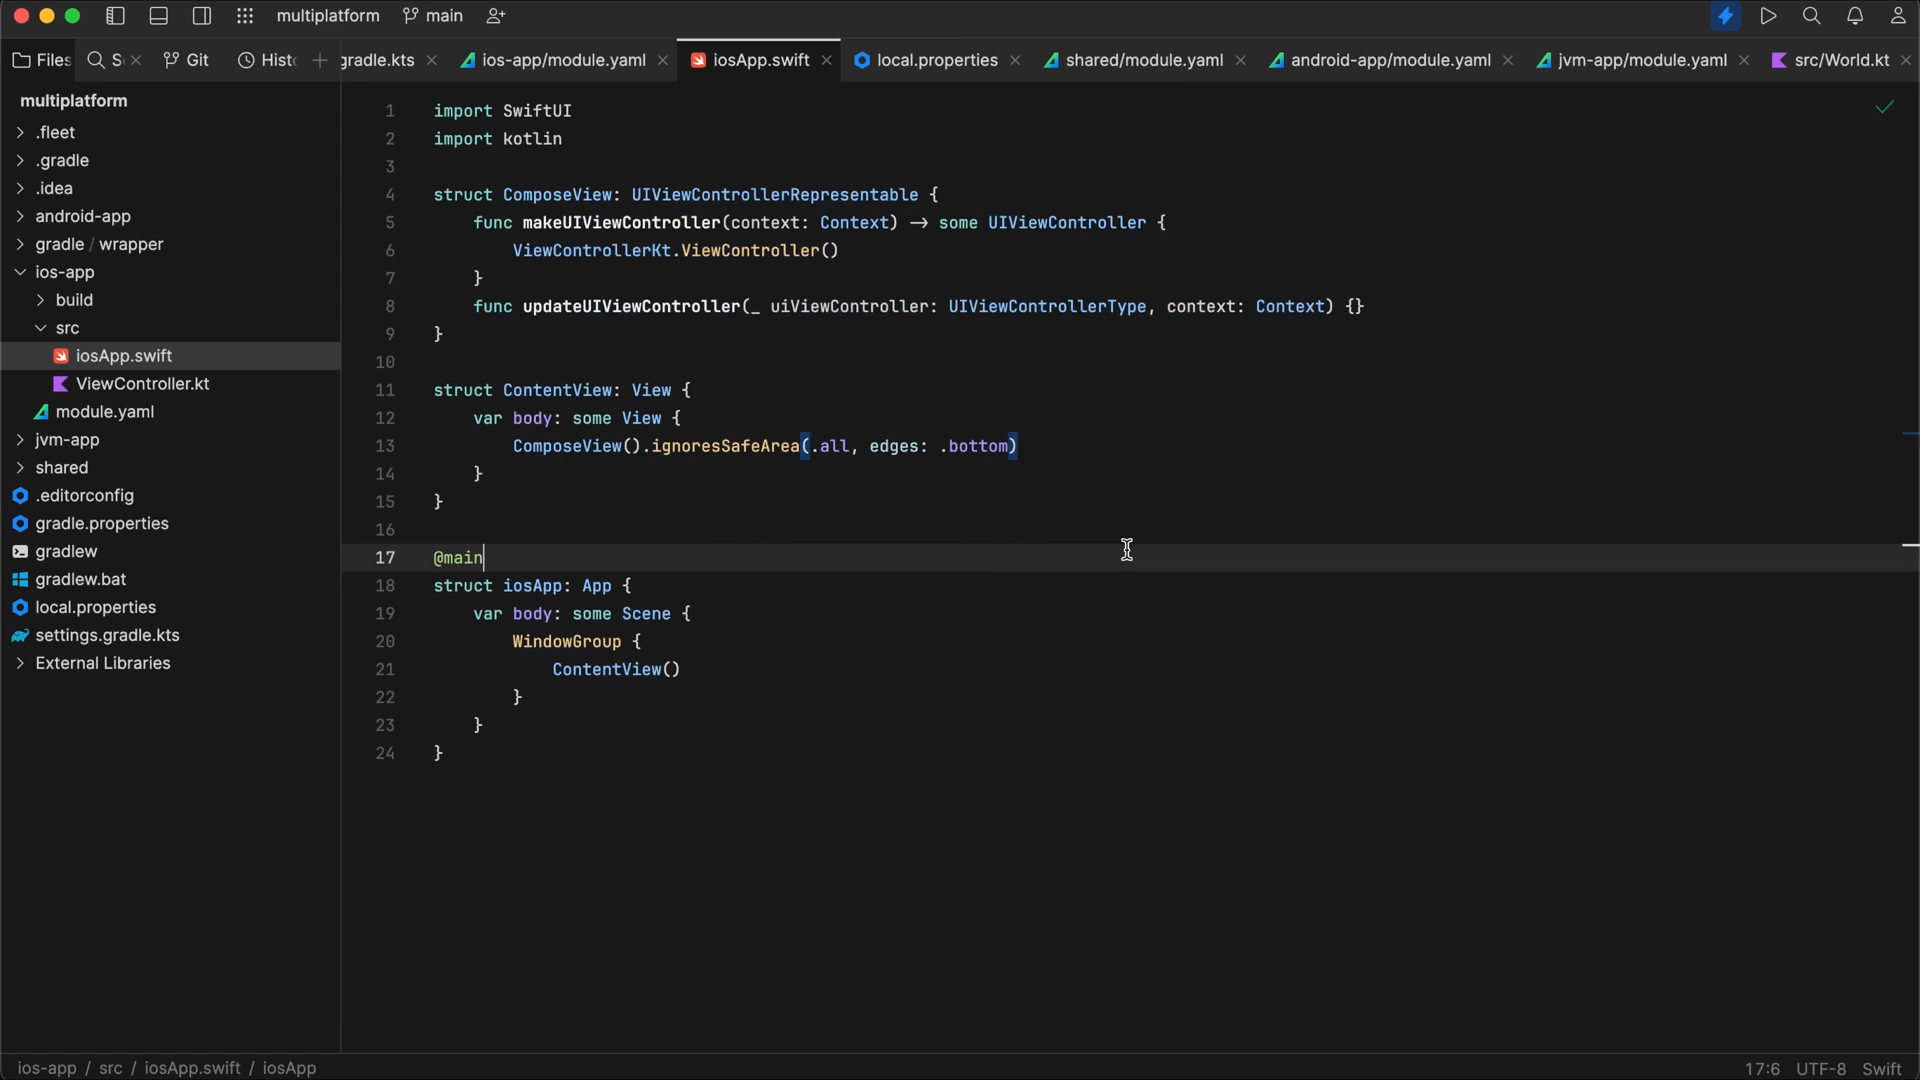 multiplatform main
Files S Git Hist gradle.kts ios-app/module.yaml iosApp.swift local.properties shared/module.yaml android-app/module.yaml jvm-app/module.yaml src/World.kt
multiplatform
.fleet
.gradle
.idea
android-app
gradle / wrapper
ios-app
build
src
iosApp.swift
ViewController.kt
module.yaml
jvm-app
shared
.editorconfig
gradle.properties
gradlew
gradlew.bat
local.properties
settings.gradle.kts
External Libraries
1 import SwiftUI
2 import kotlin
3
4 struct ComposeView: UIViewControllerRepresentable {
5 func makeUIViewController(context: Context) -> some UIViewController {
6 ViewControllerKt.ViewController()
7 }
8 func updateUIViewController(_ uiViewController: UIViewControllerType, context: Context) {}
9 }
10
11 struct ContentView: View {
12 var body: some View {
13 ComposeView().ignoresSafeArea(.all, edges: .bottom)
14 }
15 }
16
17 @main
18 struct iosApp: App {
19 var body: some Scene {
20 WindowGroup {
21 ContentView()
22 }
23 }
24 }
ios-app / src / iosApp.swift / iosApp 17:6 UTF-8 Swift